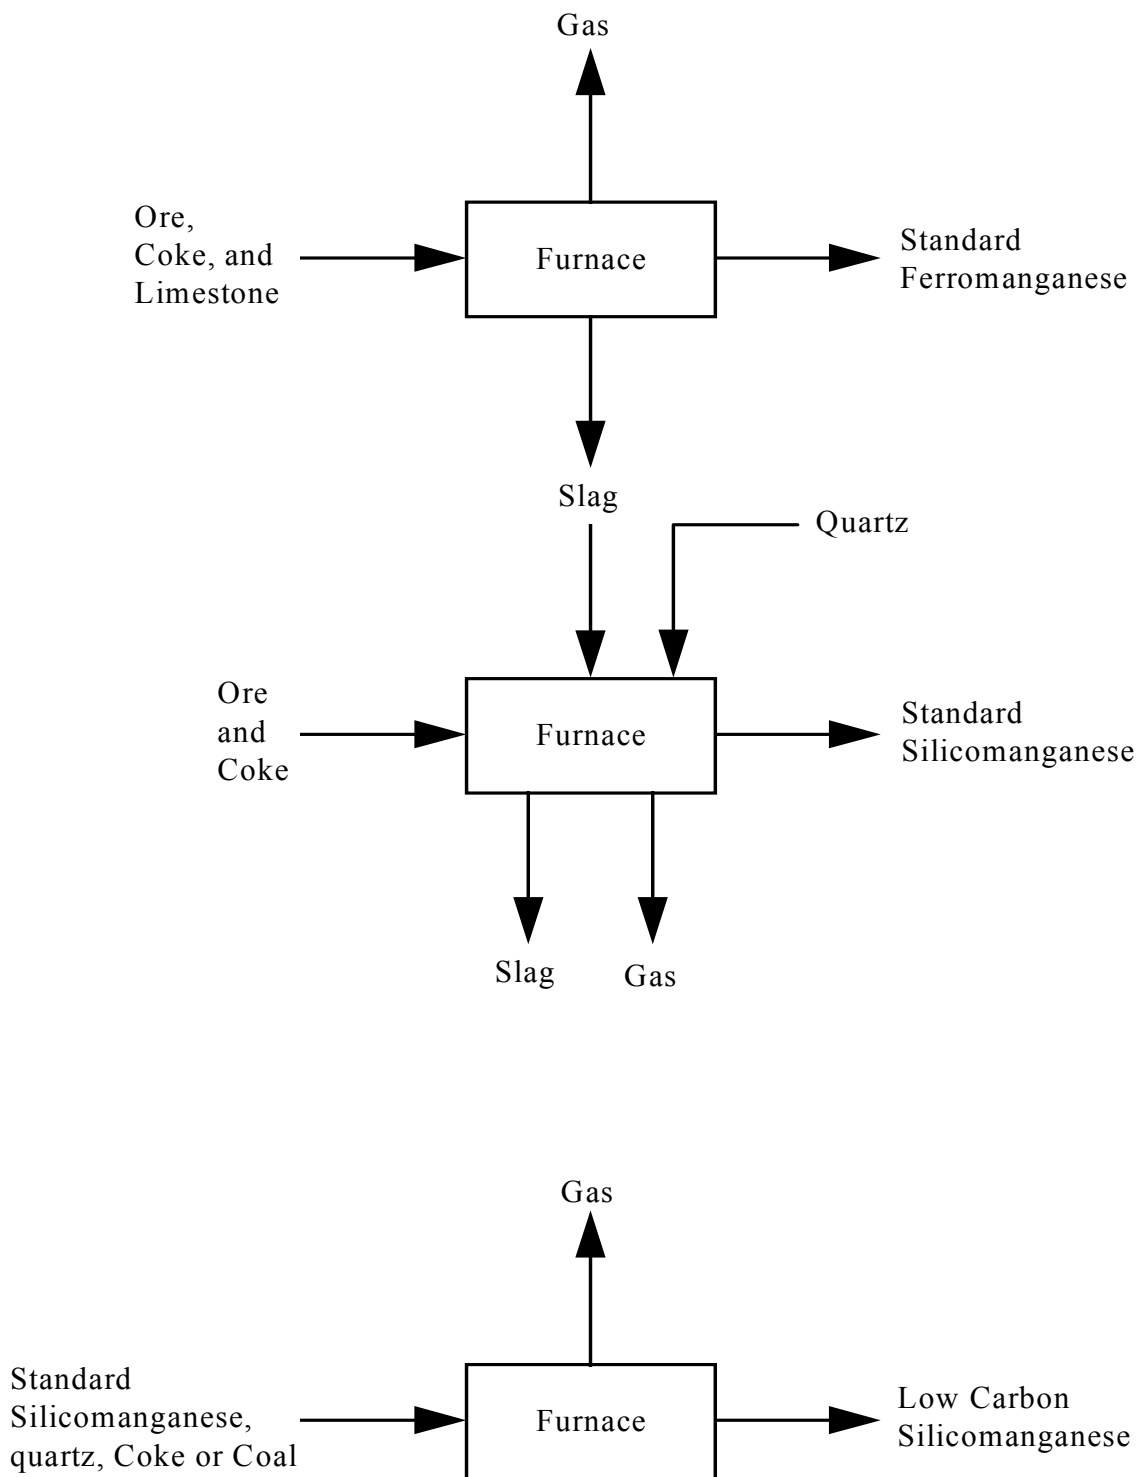 Gas
Ore,
Coke, and
Limestone
Furnace
Standard
Ferromanganese
Slag
Quartz
Ore
and
Coke
Furnace
Standard
Silicomanganese
Slag
Gas
Gas
Standard
Silicomanganese,
quartz, Coke or Coal
Furnace
Low Carbon
Silicomanganese